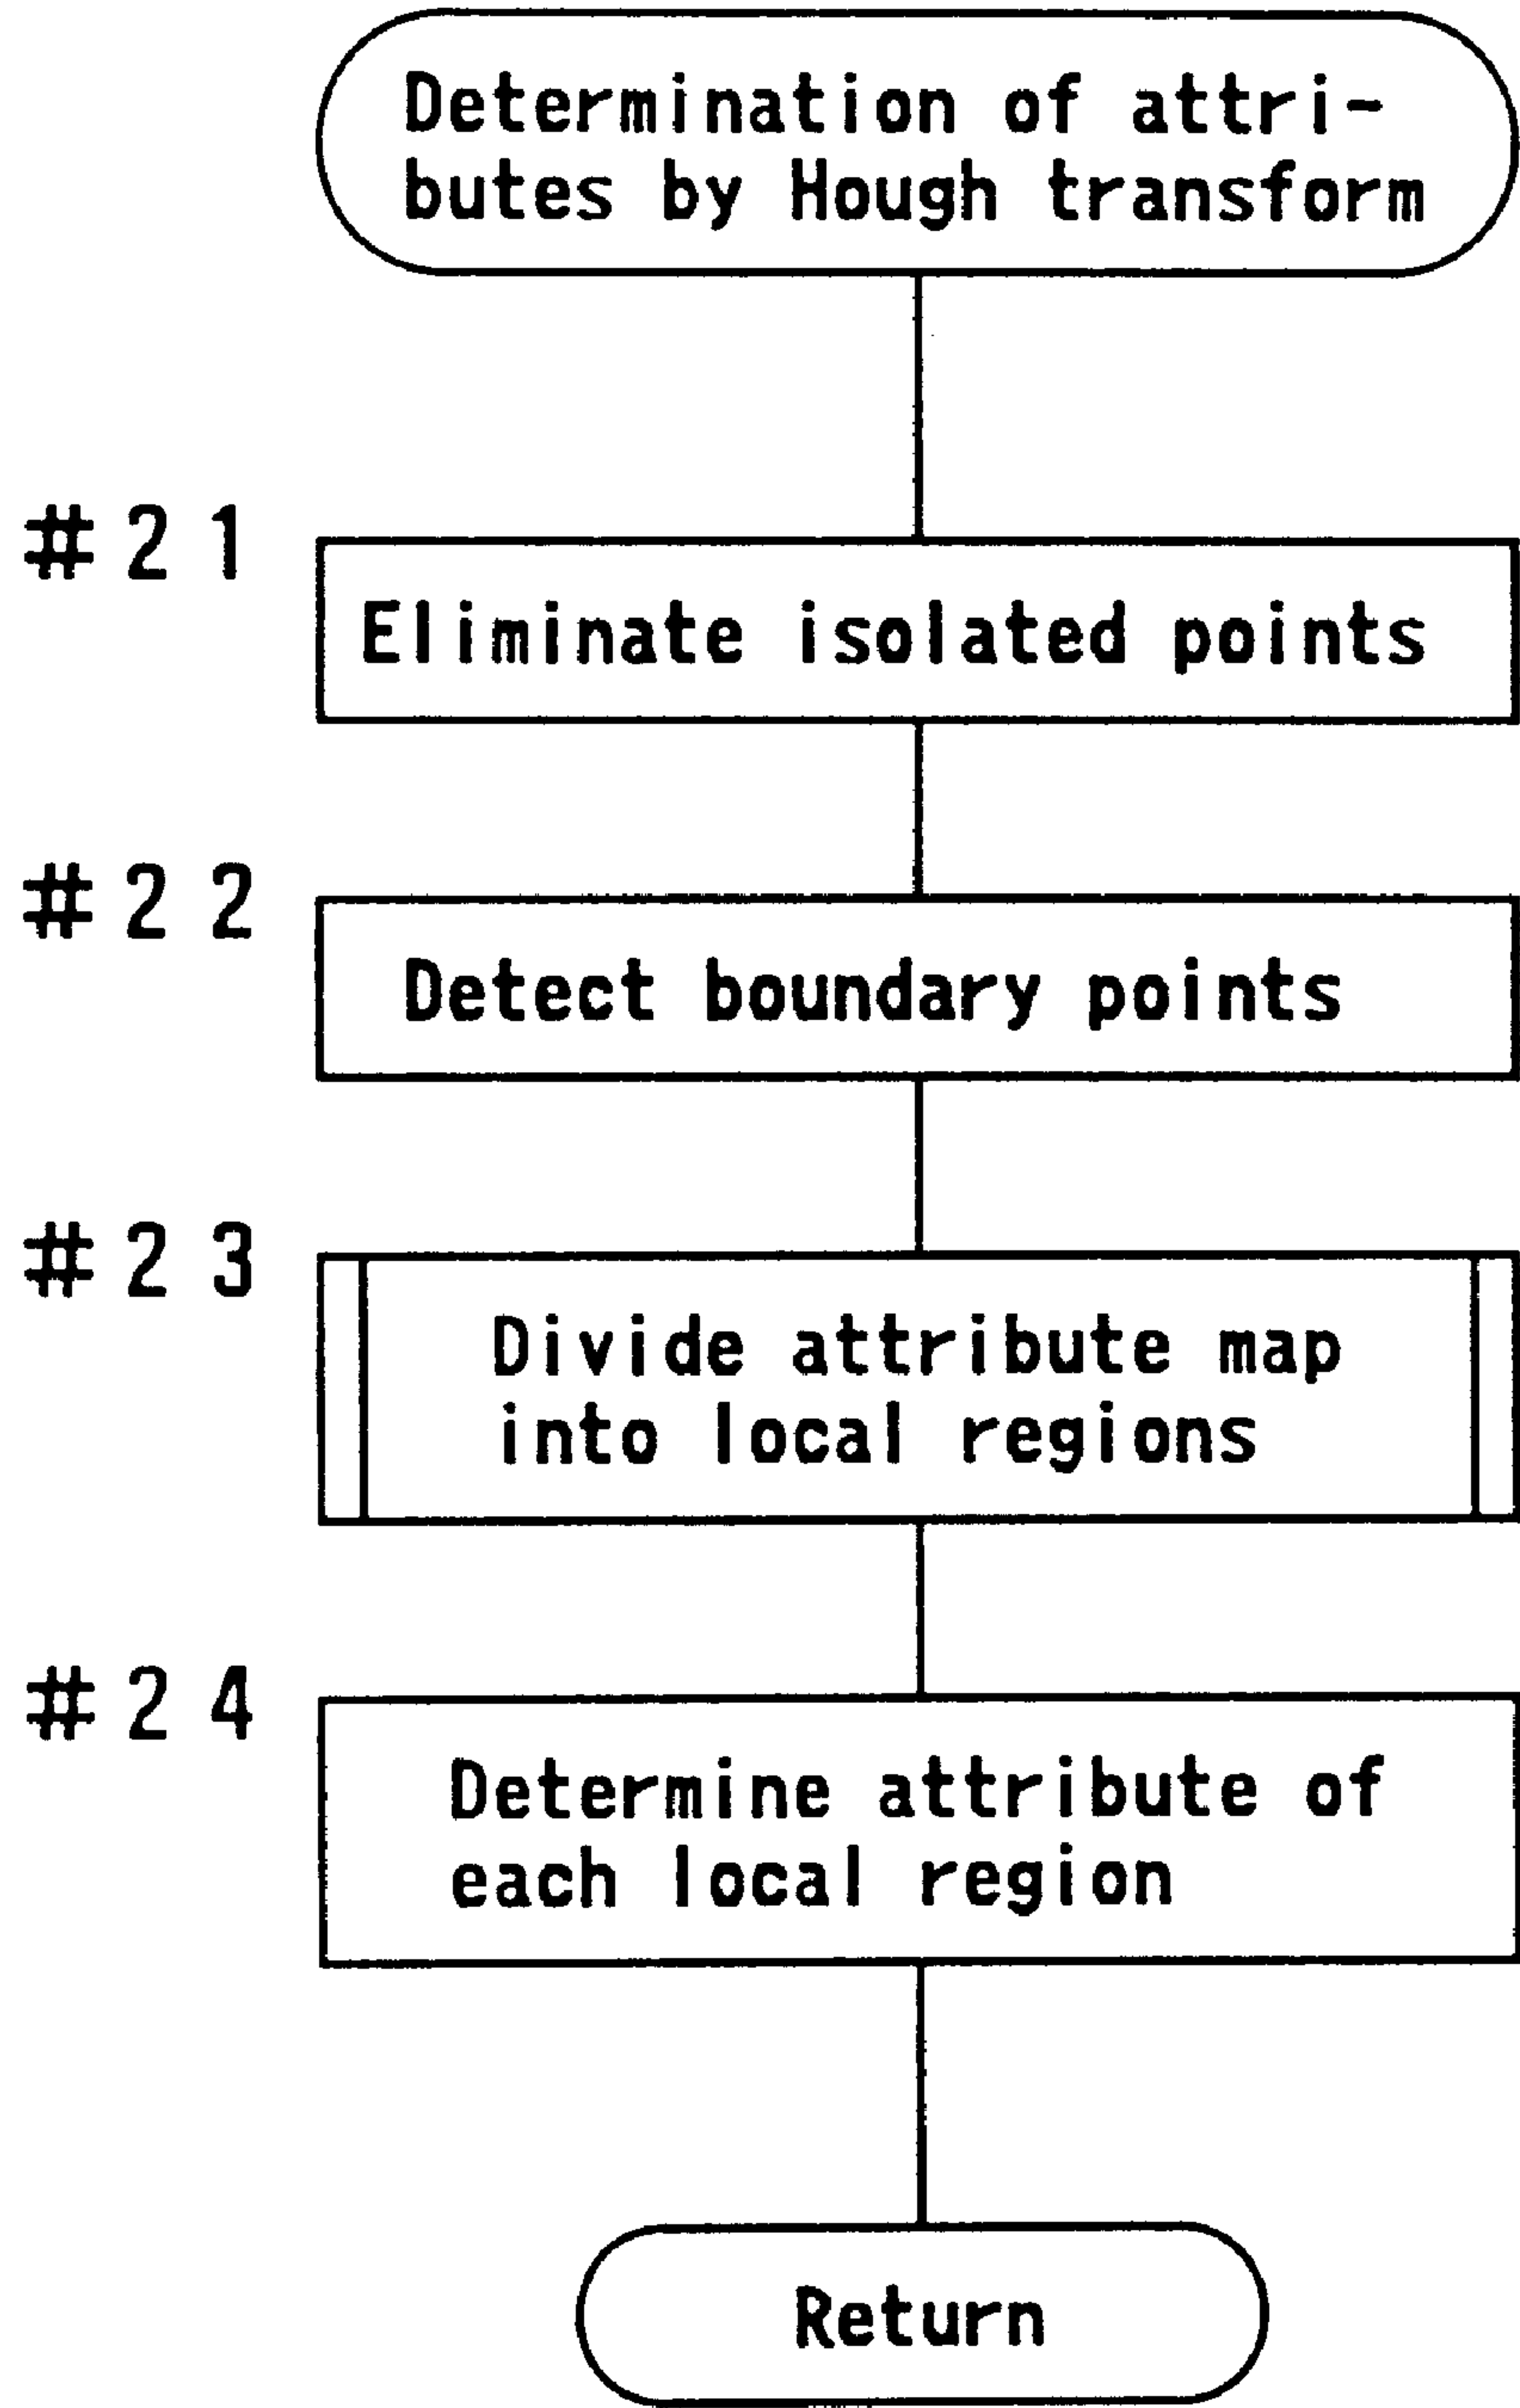 Determination of attri-
butes by Hough transform
#21
Eliminate isolated points
#22
Detect boundary points
#23
Divide attribute map
into local regions
#24
Determine attribute of
each local region
Return